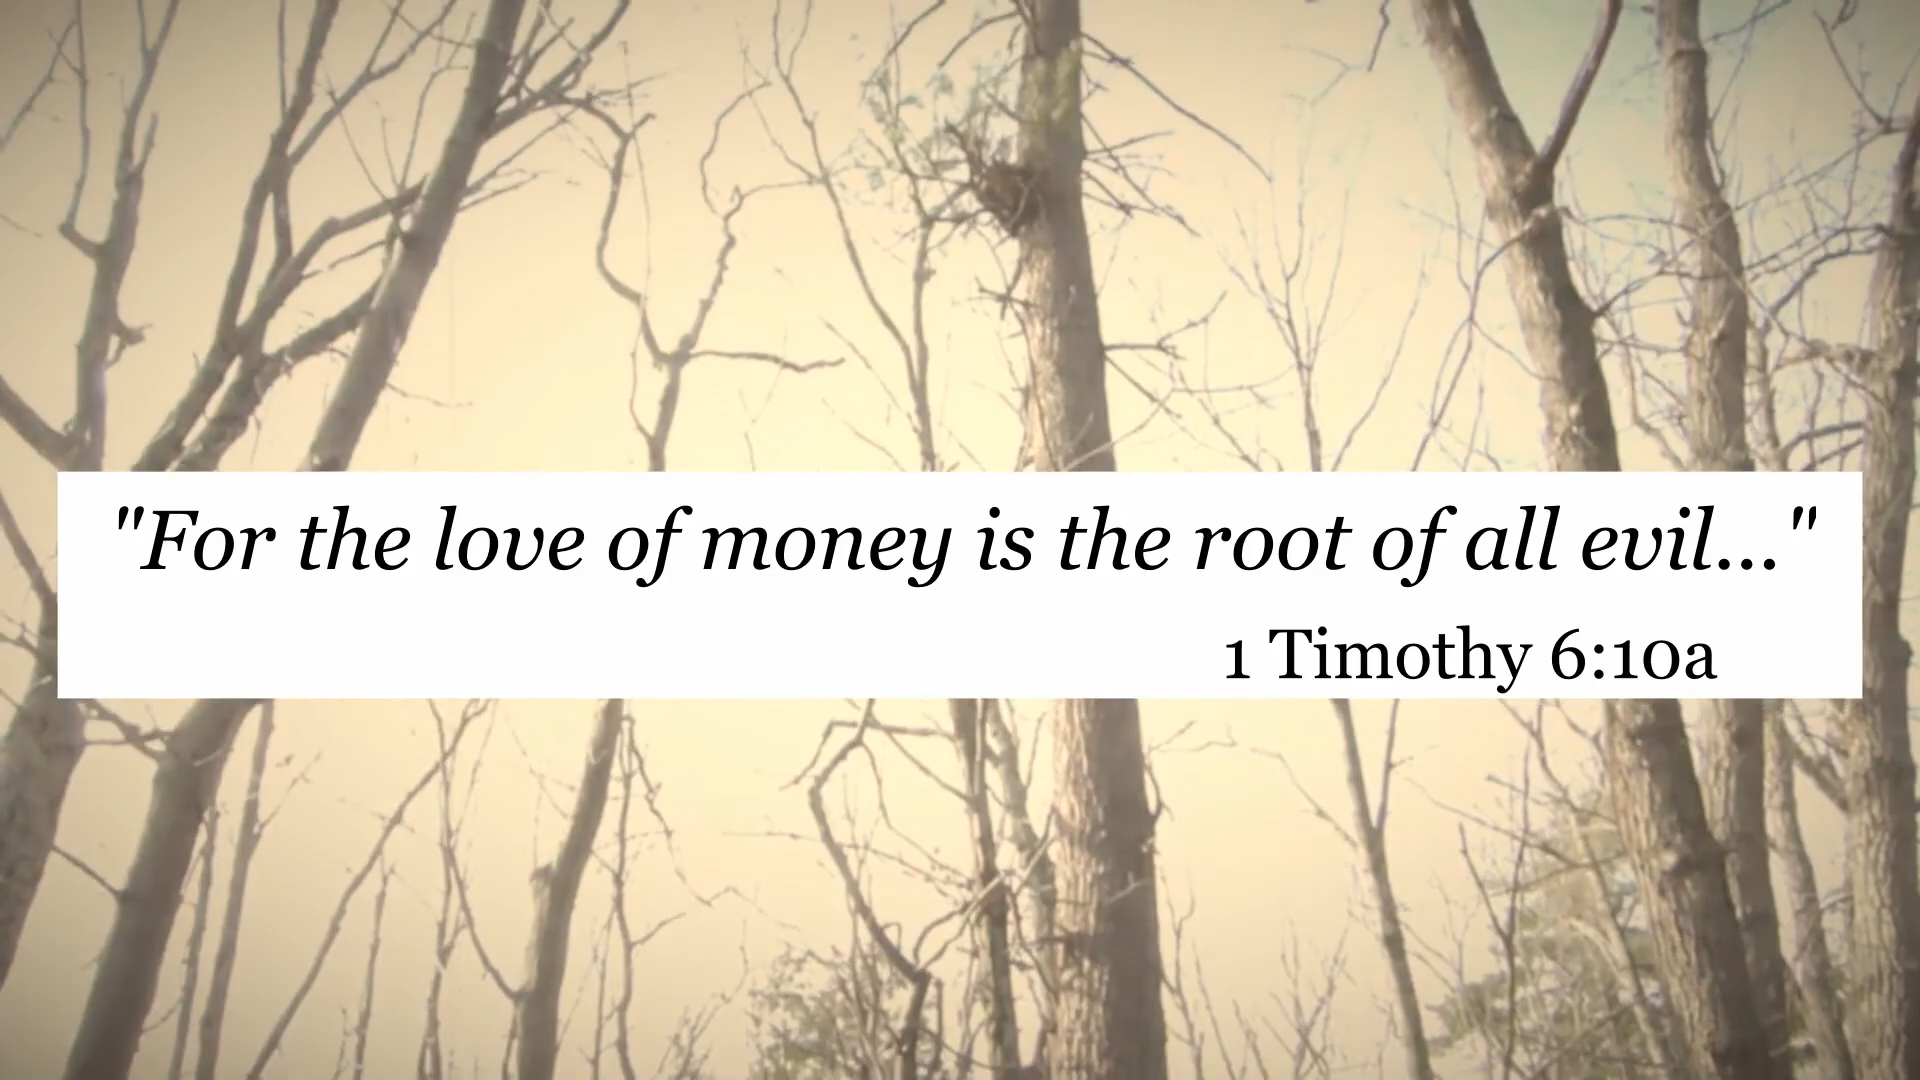 "For the love of money is the root of all evil..."
1 Timothy 6:10a